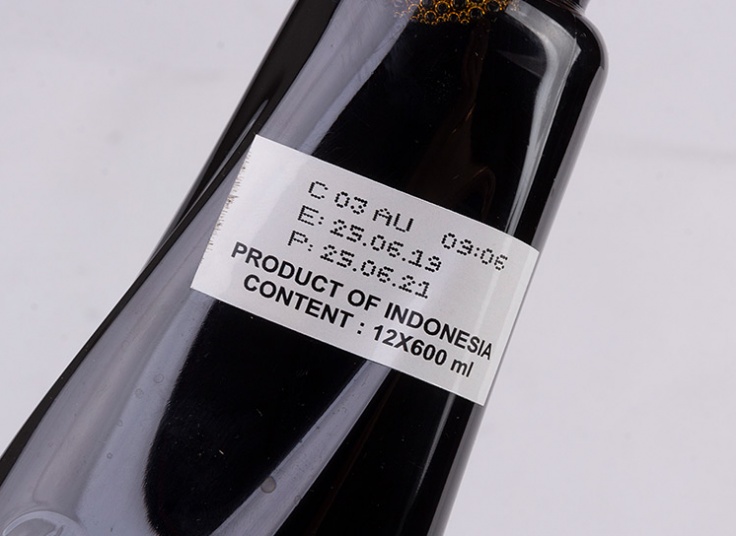 C 03 AU 09:06
E: 25.06.19
P: 25.06.21
PRODUCT OF INDONESIA
CONTENT : 12X600 ml